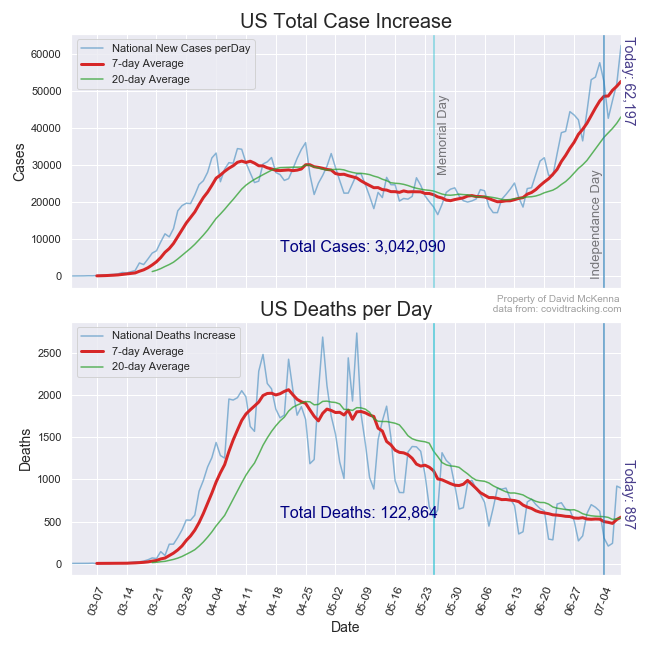 US Total Case Increase
National New Cases perDay
7-day Average
20-day Average
60000
50000
40000
30000
20000
10000
0
Cases
Memorial Day
Independance Day
Today: 62,197
Total Cases: 3,042,090
Property of David McKenna
data from: covidtracking.com
US Deaths per Day
National Deaths Increase
7-day Average
20-day Average
2500
2000
1500
1000
500
0
Deaths
Today: 897
Total Deaths: 122,864
03-07
03-14
03-21
03-28
04-04
04-11
04-18
04-25
05-02
05-09
05-16
05-23
05-30
06-06
06-13
06-20
06-27
07-04
Date